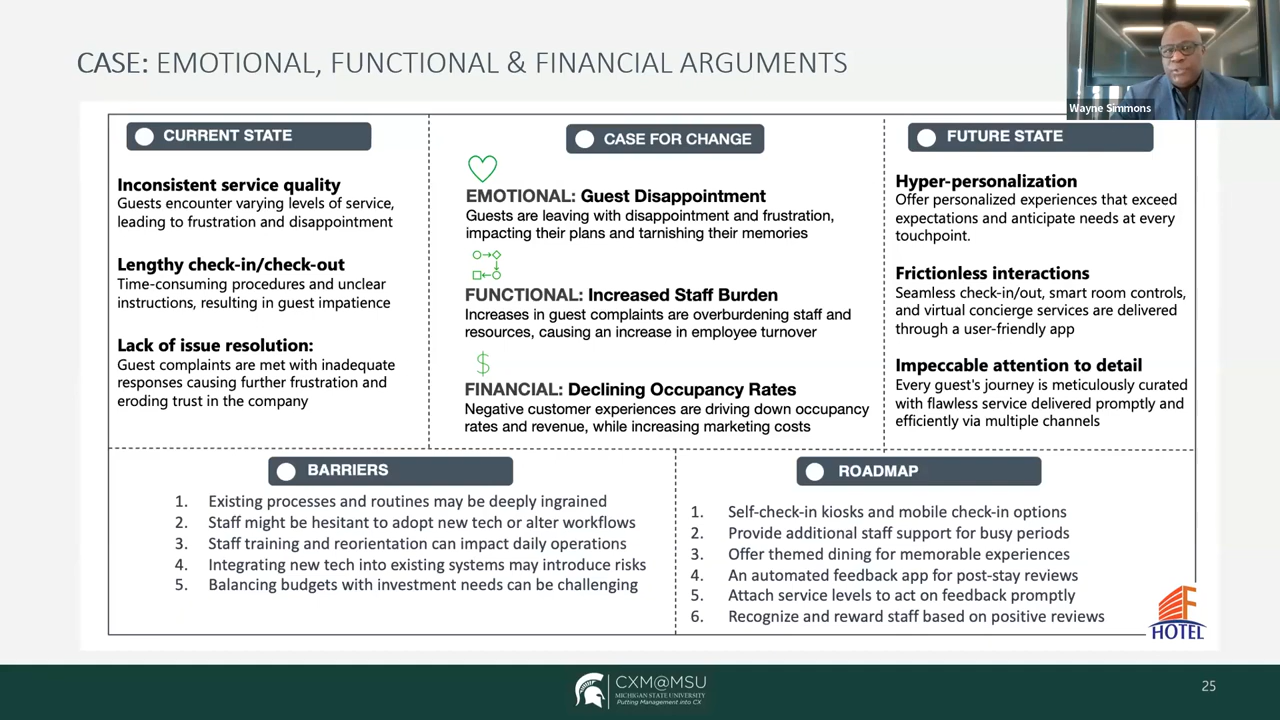 CASE: EMOTIONAL, FUNCTIONAL & FINANCIAL ARGUMENTS
Wayne Simmons
CURRENT STATE
Inconsistent service quality
Guests encounter varying levels of service,
leading to frustration and disappointment
Lengthy check-in/check-out
Time-consuming procedures and unclear
instructions, resulting in guest impatience
Lack of issue resolution:
Guest complaints are met with inadequate
responses causing further frustration and
eroding trust in the company
CASE FOR CHANGE
EMOTIONAL: Guest Disappointment
Guests are leaving with disappointment and frustration,
impacting their plans and tarnishing their memories
FUNCTIONAL: Increased Staff Burden
Increases in guest complaints are overburdening staff and
resources, causing an increase in employee turnover
$
FINANCIAL: Declining Occupancy Rates
Negative customer experiences are driving down occupancy
rates and revenue, while increasing marketing costs
FUTURE STATE
Hyper-personalization
Offer personalized experiences that exceed
expectations and anticipate needs at every
touchpoint.
Frictionless interactions
Seamless check-in/out, smart room controls,
and virtual concierge services are delivered
through a user-friendly app
Impeccable attention to detail
Every guest's journey is meticulously curated
with flawless service delivered promptly and
efficiently via multiple channels
BARRIERS
1. Existing processes and routines may be deeply ingrained
2. Staff might be hesitant to adopt new tech or alter workflows
3. Staff training and reorientation can impact daily operations
4. Integrating new tech into existing systems may introduce risks
5. Balancing budgets with investment needs can be challenging
ROADMAP
1. Self-check-in kiosks and mobile check-in options
2. Provide additional staff support for busy periods
3. Offer themed dining for memorable experiences
4. An automated feedback app for post-stay reviews
5. Attach service levels to act on feedback promptly
6. Recognize and reward staff based on positive reviews
HOTEL
CXM@MSU
MICHIGAN STATE UNIVERSITY
Putting Management into CX
25